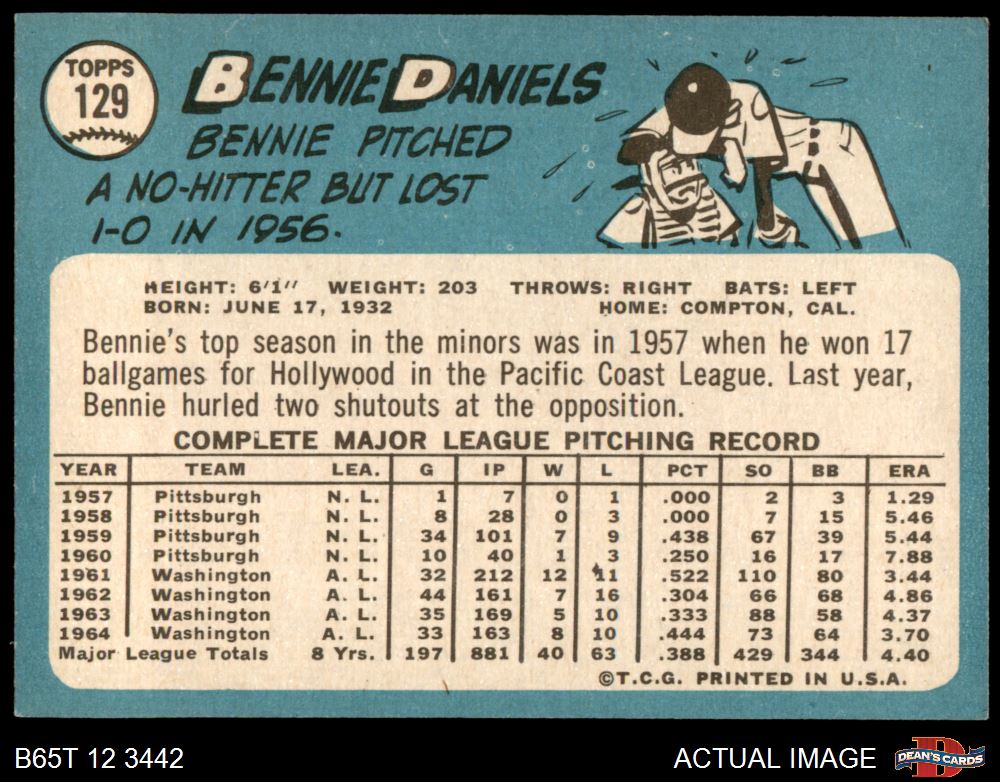 TOPPS
129
BENNIE DANIELS
BENNIE PITCHED
A NO-HITTER BUT LOST
1-0 IN 1956.
HEIGHT: 6'1" WEIGHT: 203 THROWS: RIGHT BATS: LEFT
BORN: JUNE 17, 1932 HOME: COMPTON, CAL.
Bennie's top season in the minors was in 1957 when he won 17
ballgames for Hollywood in the Pacific Coast League. Last year,
Bennie hurled two shutouts at the opposition.
COMPLETE MAJOR LEAGUE PITCHING RECORD
YEAR TEAM LEA. G IP W L PCT SO BB ERA
1957 Pittsburgh N. L. 1 7 0 1 .000 2 3 1.29
1958 Pittsburgh N. L. 8 28 0 3 .000 7 15 5.46
1959 Pittsburgh N. L. 34 101 7 9 .438 67 39 5.44
1960 Pittsburgh N. L. 10 40 1 3 .250 16 17 7.88
1961 Washington A. L. 32 212 12 11 .522 110 80 3.44
1962 Washington A. L. 44 161 7 16 .304 66 68 4.86
1963 Washington A. L. 35 169 5 10 .333 88 58 4.37
1964 Washington A. L. 33 163 8 10 .444 73 64 3.70
Major League Totals 8 Yrs. 197 881 40 63 .388 429 344 4.40
©T.C.G. PRINTED IN U.S.A.
B65T 12 3442 ACTUAL IMAGE DEAN'S CARDS